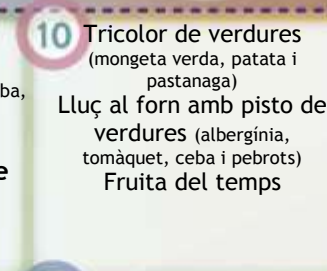 10 Tricolor de verdures
(mongeta verda, patata i
pastanaga)
ba,
Lluç al forn amb pisto de
verdures (albergínia,
tomàquet, ceba i pebrots)
e
Fruita del temps